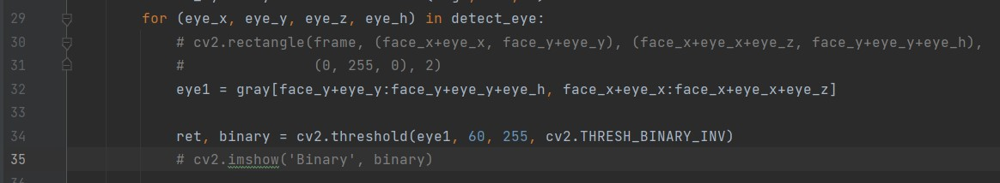 29 for (eye_x, eye_y, eye_z, eye_h) in detect_eye:
30 # cv2.rectangle(frame, (face_x+eye_x, face_y+eye_y), (face_x+eye_x+eye_z, face_y+eye_y+eye_h),
31 #               (0, 255, 0), 2)
32 eye1 = gray[face_y+eye_y:face_y+eye_y+eye_h, face_x+eye_x:face_x+eye_x+eye_z]
33
34 ret, binary = cv2.threshold(eye1, 60, 255, cv2.THRESH_BINARY_INV)
35 # cv2.imshow('Binary', binary)